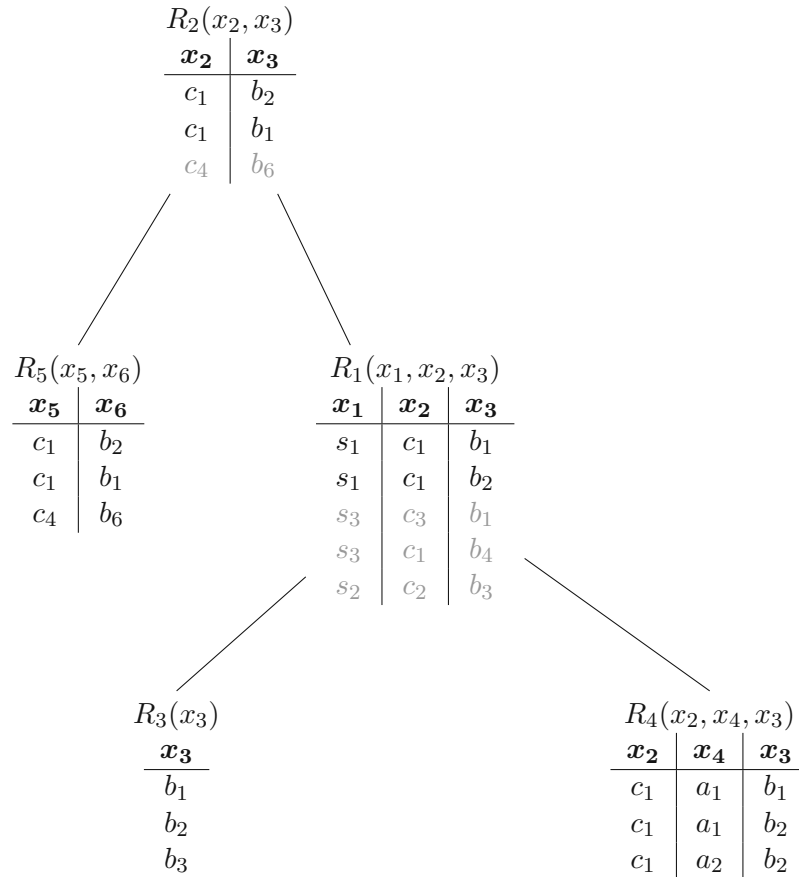 R₂(x₂, x₃)
x₂ x₃
c₁ b₂
c₁ b₁
c₄ b₆
R₅(x₅, x₆)
x₅ x₆
c₁ b₂
c₁ b₁
c₄ b₆
R₁(x₁, x₂, x₃)
x₁ x₂ x₃
s₁ c₁ b₁
s₁ c₁ b₂
s₃ c₃ b₁
s₃ c₁ b₄
s₂ c₂ b₃
R₃(x₃)
x₃
b₁
b₂
b₃
R₄(x₂, x₄, x₃)
x₂ x₄ x₃
c₁ a₁ b₁
c₁ a₁ b₂
c₁ a₂ b₂